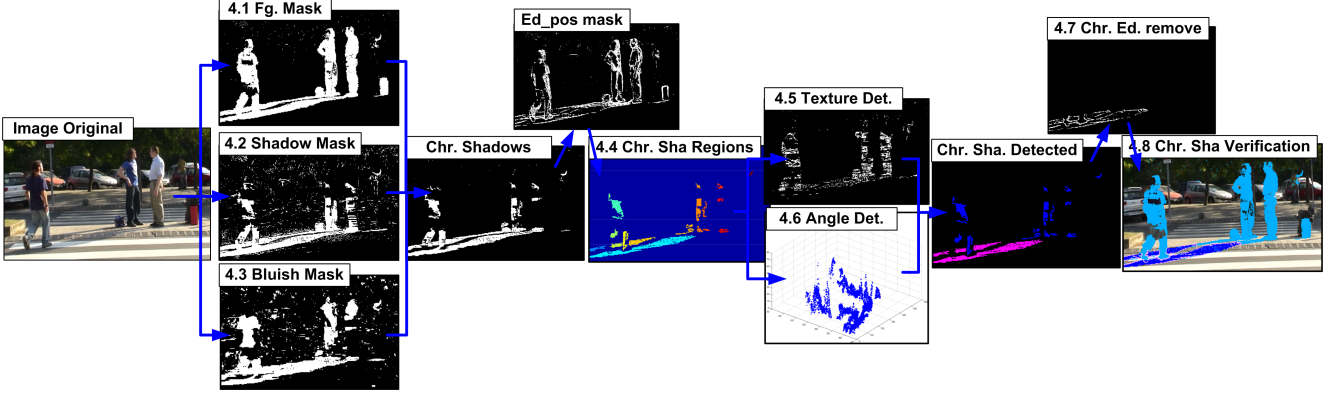 4.1 Fg. Mask
Ed_pos mask
4.7 Chr. Ed. remove
4.5 Texture Det.
Image Original
4.2 Shadow Mask
Chr. Shadows
4.4 Chr. Sha Regions
Chr. Sha. Detected
4.8 Chr. Sha Verification
4.6 Angle Det.
4.3 Bluish Mask